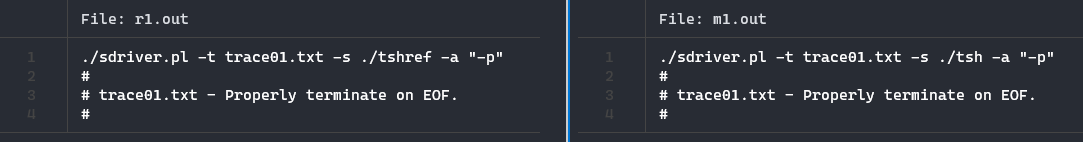 File: r1.out
1 ./sdriver.pl -t trace01.txt -s ./tshref -a "-p"
2 #
3 # trace01.txt - Properly terminate on EOF.
4 #
File: m1.out
1 ./sdriver.pl -t trace01.txt -s ./tsh -a "-p"
2 #
3 # trace01.txt - Properly terminate on EOF.
4 #